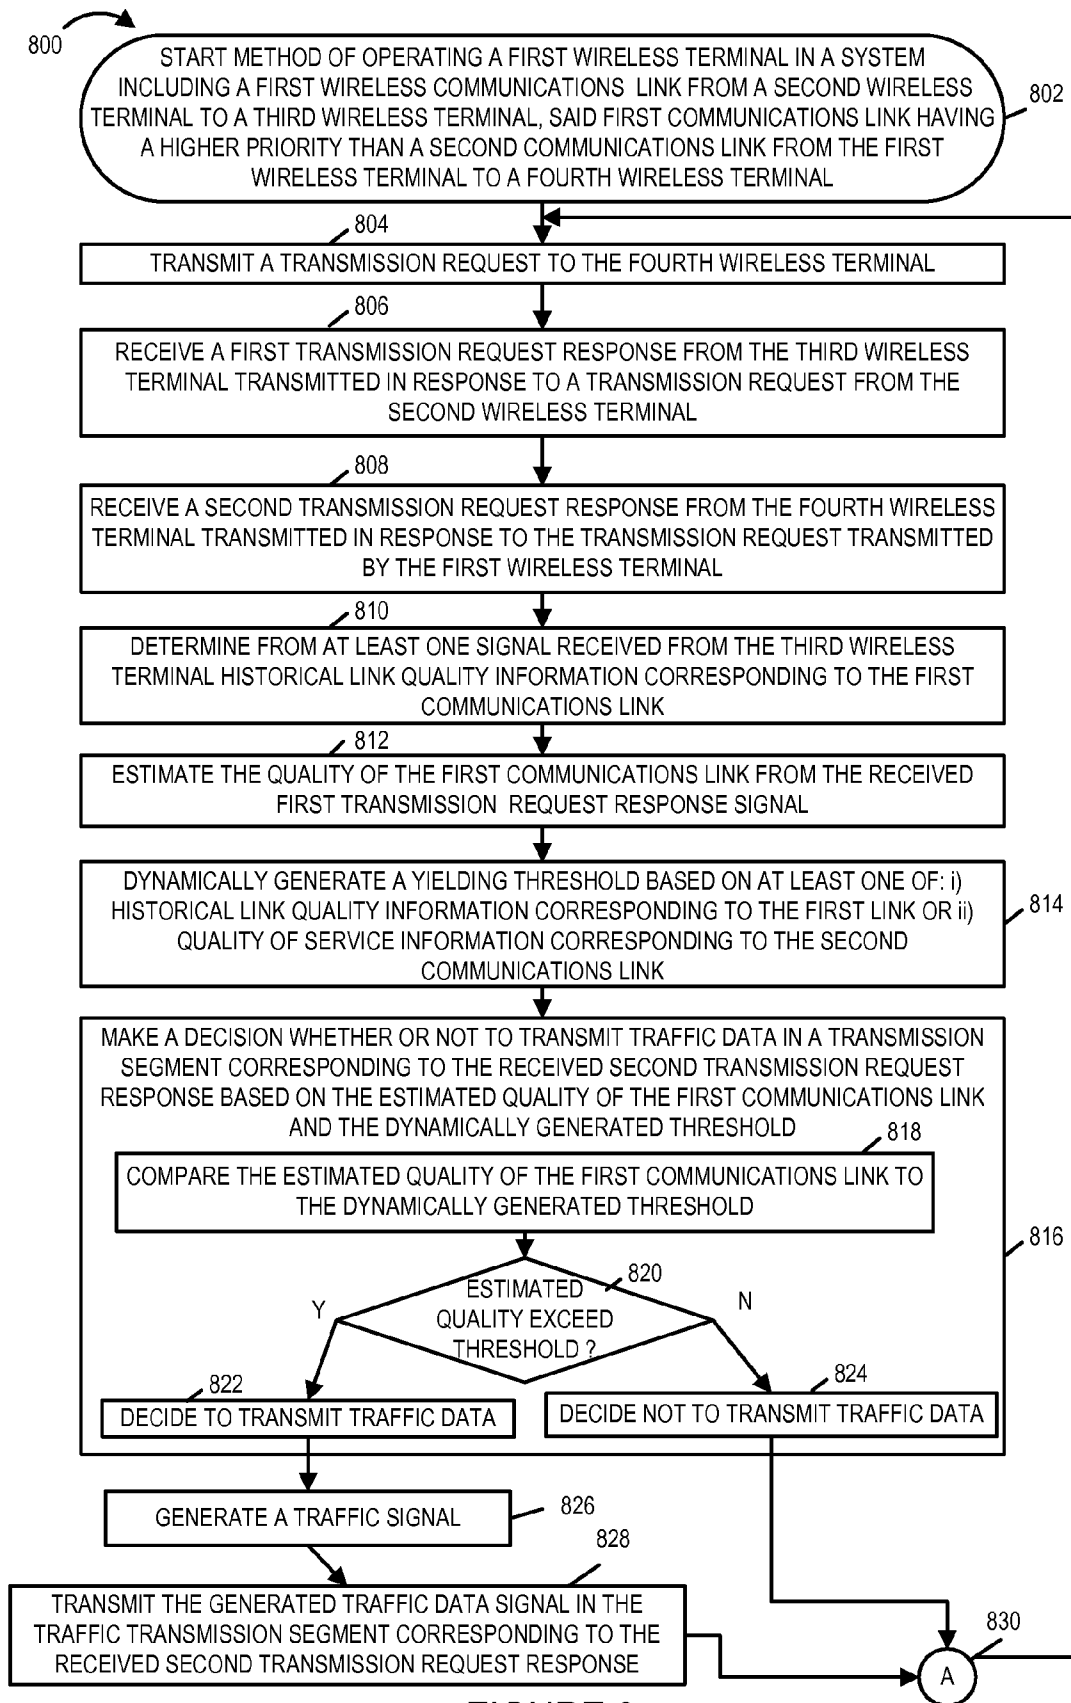 800
START METHOD OF OPERATING A FIRST WIRELESS TERMINAL IN A SYSTEM
INCLUDING A FIRST WIRELESS COMMUNICATIONS LINK FROM A SECOND WIRELESS
TERMINAL TO A THIRD WIRELESS TERMINAL, SAID FIRST COMMUNICATIONS LINK HAVING
A HIGHER PRIORITY THAN A SECOND COMMUNICATIONS LINK FROM THE FIRST
WIRELESS TERMINAL TO A FOURTH WIRELESS TERMINAL
802
804
TRANSMIT A TRANSMISSION REQUEST TO THE FOURTH WIRELESS TERMINAL
806
RECEIVE A FIRST TRANSMISSION REQUEST RESPONSE FROM THE THIRD WIRELESS
TERMINAL TRANSMITTED IN RESPONSE TO A TRANSMISSION REQUEST FROM THE
SECOND WIRELESS TERMINAL
808
RECEIVE A SECOND TRANSMISSION REQUEST RESPONSE FROM THE FOURTH WIRELESS
TERMINAL TRANSMITTED IN RESPONSE TO THE TRANSMISSION REQUEST TRANSMITTED
BY THE FIRST WIRELESS TERMINAL
810
DETERMINE FROM AT LEAST ONE SIGNAL RECEIVED FROM THE THIRD WIRELESS
TERMINAL HISTORICAL LINK QUALITY INFORMATION CORRESPONDING TO THE FIRST
COMMUNICATIONS LINK
812
ESTIMATE THE QUALITY OF THE FIRST COMMUNICATIONS LINK FROM THE RECEIVED
FIRST TRANSMISSION REQUEST RESPONSE SIGNAL
DYNAMICALLY GENERATE A YIELDING THRESHOLD BASED ON AT LEAST ONE OF: i)
HISTORICAL LINK QUALITY INFORMATION CORRESPONDING TO THE FIRST LINK OR ii)
QUALITY OF SERVICE INFORMATION CORRESPONDING TO THE SECOND
COMMUNICATIONS LINK
814
MAKE A DECISION WHETHER OR NOT TO TRANSMIT TRAFFIC DATA IN A TRANSMISSION
SEGMENT CORRESPONDING TO THE RECEIVED SECOND TRANSMISSION REQUEST
RESPONSE BASED ON THE ESTIMATED QUALITY OF THE FIRST COMMUNICATIONS LINK
AND THE DYNAMICALLY GENERATED THRESHOLD
818
COMPARE THE ESTIMATED QUALITY OF THE FIRST COMMUNICATIONS LINK TO
THE DYNAMICALLY GENERATED THRESHOLD
816
820
ESTIMATED
QUALITY EXCEED
THRESHOLD ?
Y
N
822
DECIDE TO TRANSMIT TRAFFIC DATA
824
DECIDE NOT TO TRANSMIT TRAFFIC DATA
GENERATE A TRAFFIC SIGNAL
826
828
TRANSMIT THE GENERATED TRAFFIC DATA SIGNAL IN THE
TRAFFIC TRANSMISSION SEGMENT CORRESPONDING TO THE
RECEIVED SECOND TRANSMISSION REQUEST RESPONSE
830
A